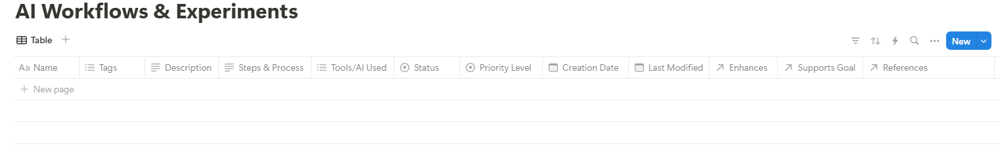 AI Workflows & Experiments
Table
New
Aa Name Tags Description Steps & Process Tools/AI Used Status Priority Level Creation Date Last Modified Enhances Supports Goal References
New page